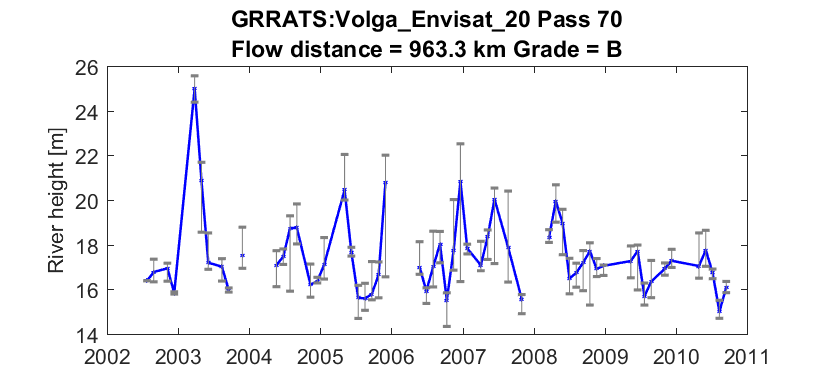 GRRATS:Volga_Envisat_20 Pass 70
Flow distance = 963.3 km Grade = B
River height [m]
26
24
22
20
18
16
14
2002 2003 2004 2005 2006 2007 2008 2009 2010 2011